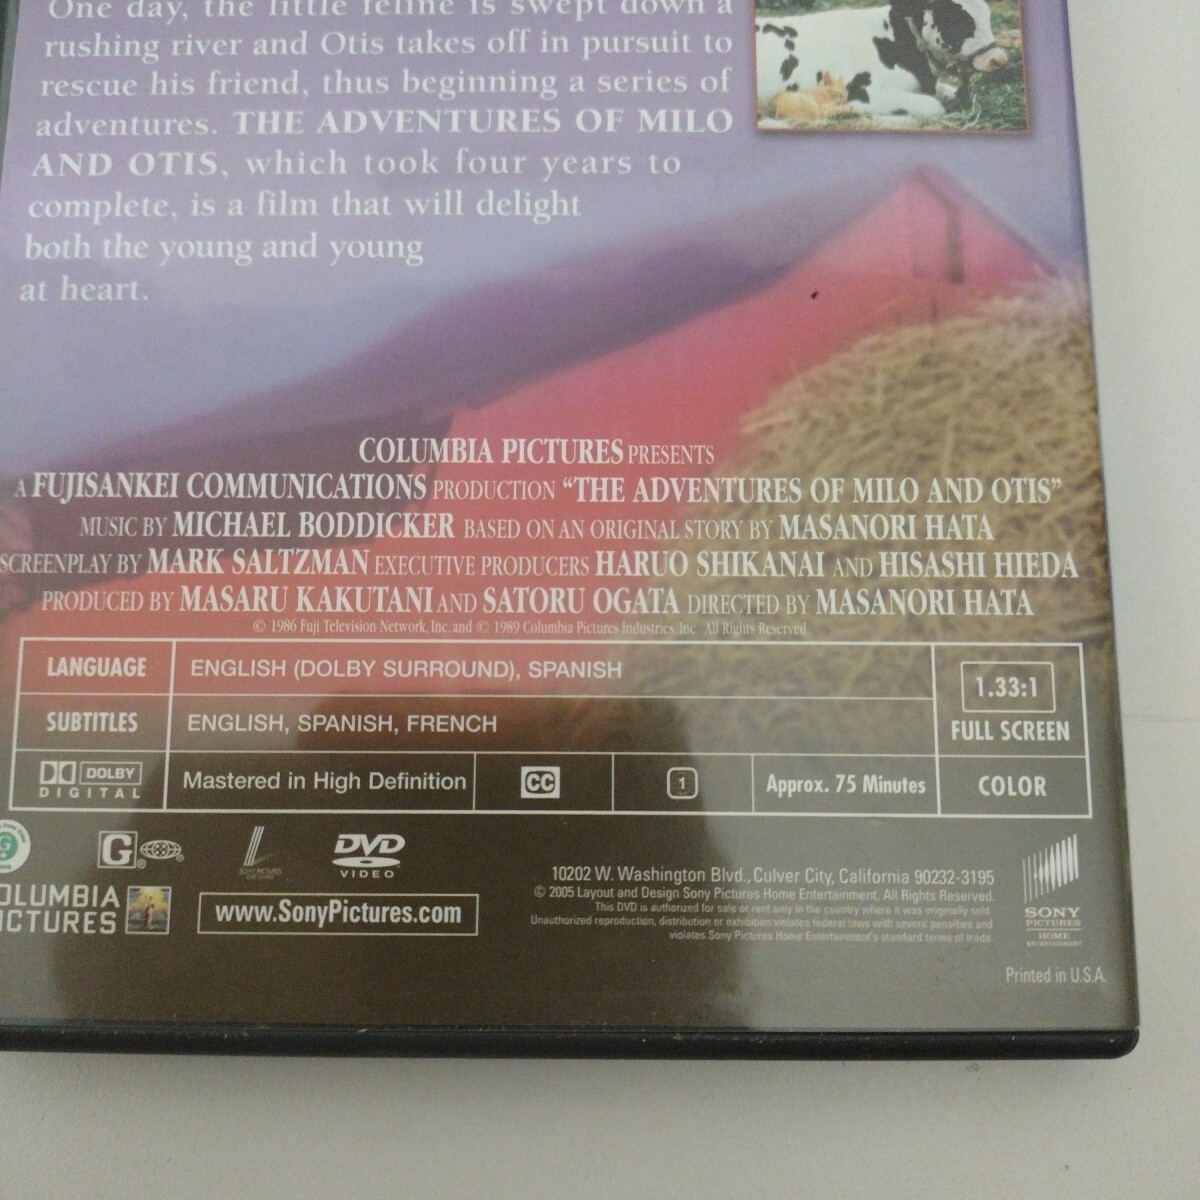 One day, the little feline is swept down a
rushing river and Otis takes off in pursuit to
rescue his friend, thus beginning a series of
adventures. THE ADVENTURES OF MILO
AND OTIS, which took four years to
complete, is a film that will delight
both the young and young
at heart.
COLUMBIA PICTURES PRESENTS
A FUJISANKEI COMMUNICATIONS PRODUCTION “THE ADVENTURES OF MILO AND OTIS”
MUSIC BY MICHAEL BODDICKER BASED ON AN ORIGINAL STORY BY MASANORI HATA
SCREENPLAY BY MARK SALTZMAN EXECUTIVE PRODUCERS HARUO SHIKANAI AND HISASHI HIEDA
PRODUCED BY MASARU KAKUTANI AND SATORU OGATA DIRECTED BY MASANORI HATA
© 1986 Fuji Television Network, Inc. and © 1989 Columbia Pictures Industries, Inc. All Rights Reserved.
LANGUAGE ENGLISH (DOLBY SURROUND), SPANISH
SUBTITLES ENGLISH, SPANISH, FRENCH
1.33:1
FULL SCREEN
DOLBY
DIGITAL
Mastered in High Definition
CC
1
Approx. 75 Minutes
COLOR
G
G ®
SONY PICTURES
DVD
VIDEO
OLUMBIA
ICTURES
www.SonyPictures.com
10202 W. Washington Blvd., Culver City, California 90232-3195
© 2005 Layout and Design Sony Pictures Home Entertainment. All Rights Reserved.
This DVD is authorized for sale or rent only in the country where it was originally sold.
Unauthorized reproduction, distribution or exhibition violates federal laws with severe penalties and
violates Sony Pictures Home Entertainment's standard terms of trade.
SONY
PICTURES
HOME
ENTERTAINMENT
Printed in U.S.A.